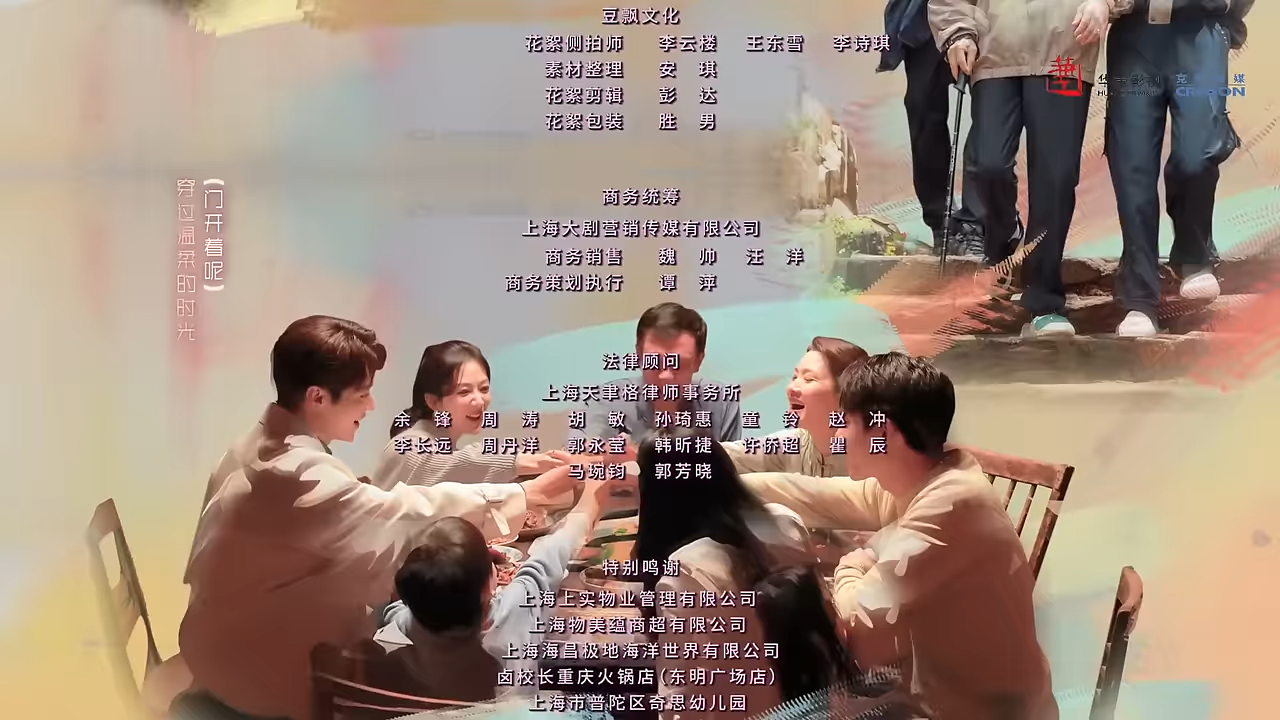 豆飘文化
花絮侧拍师 李云楼 王东雪 李诗琪
素材整理 安琪
花絮剪辑 彭达
花絮包装 胜男
商务统筹
上海大剧营销传媒有限公司
商务销售 魏帅 汪洋
商务策划执行 谭萍
(门开着呢)
穿过温柔的时光
法律顾问
上海天聿格律师事务所
余锋 周涛 胡敏 孙琦惠 童铃 赵冲
李长远 周丹洋 郭永莹 韩昕捷 许侨超 瞿辰
马琬钧 郭芳晓
特别鸣谢
上海上实物业管理有限公司
上海物美蕴商超有限公司
上海海昌极地海洋世界有限公司
卤校长重庆火锅店(东明广场店)
上海市普陀区奇思幼儿园